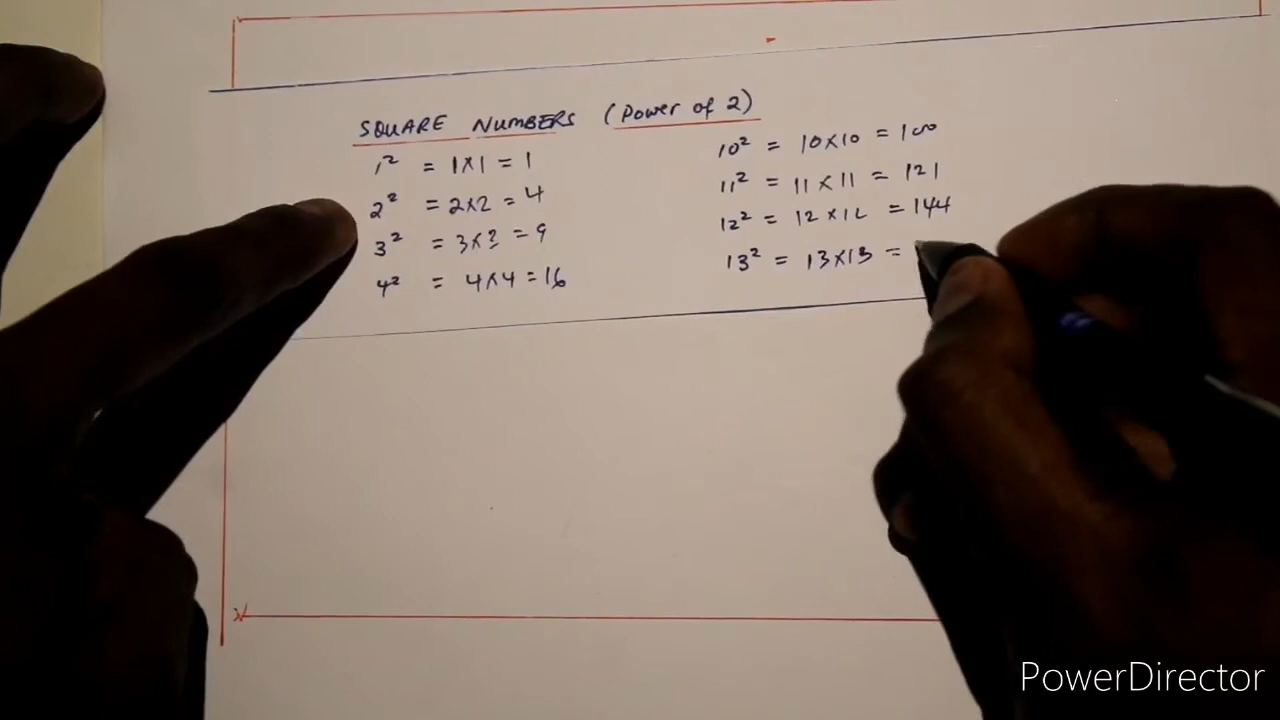 SQUARE NUMBERS (Power of 2)
1² = 1×1 = 1
2² = 2×2 = 4
3² = 3×3 = 9
4² = 4×4 = 16
10² = 10×10 = 100
11² = 11×11 = 121
12² = 12×12 = 144
13² = 13×13 =
PowerDirector